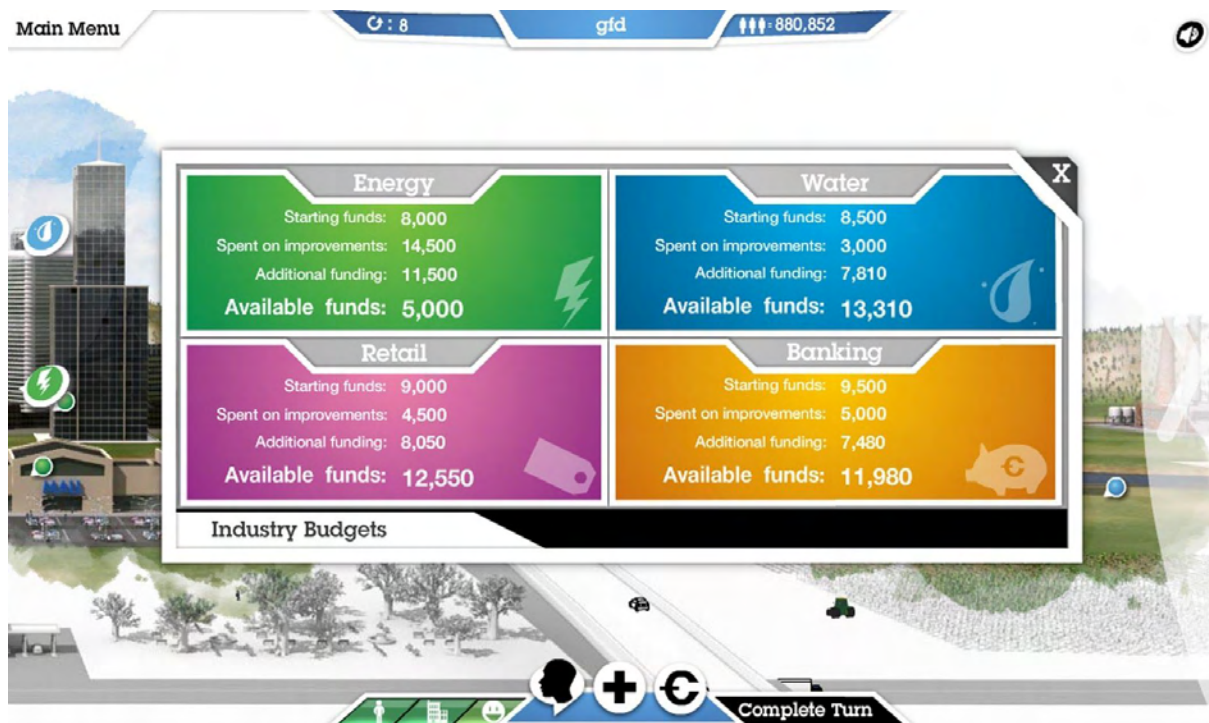 Main Menu
: 8
gfd
= 880,852
X
Energy
Starting funds: 8,000
Spent on improvements: 14,500
Additional funding: 11,500
Available funds: 5,000
Water
Starting funds: 8,500
Spent on improvements: 3,000
Additional funding: 7,810
Available funds: 13,310
Retail
Starting funds: 9,000
Spent on improvements: 4,500
Additional funding: 8,050
Available funds: 12,550
Banking
Starting funds: 9,500
Spent on improvements: 5,000
Additional funding: 7,480
Available funds: 11,980
€
Industry Budgets
€
Complete Turn